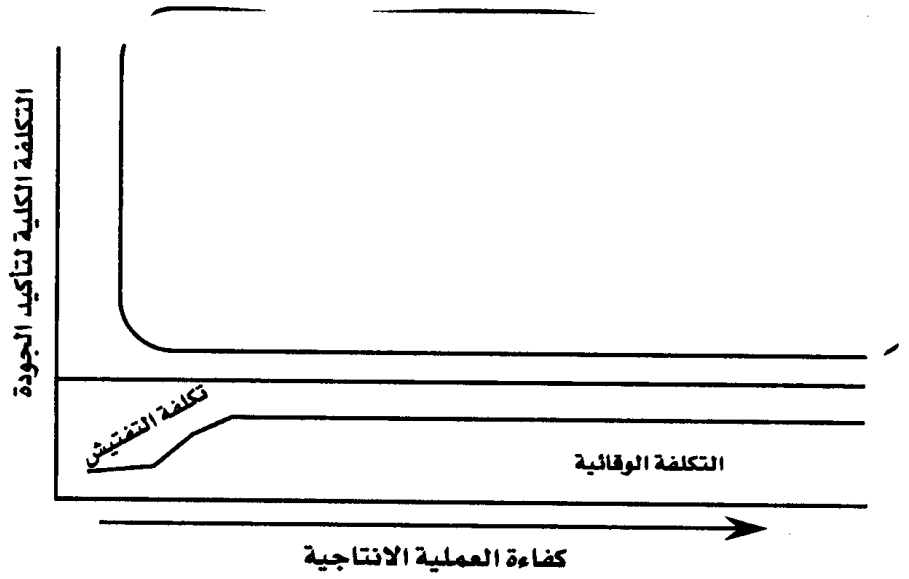 التكلفة الكلية لتأكيد الجودة
تكلفة التفتيش
التكلفة الوقائية
كفاءة العملية الانتاجية